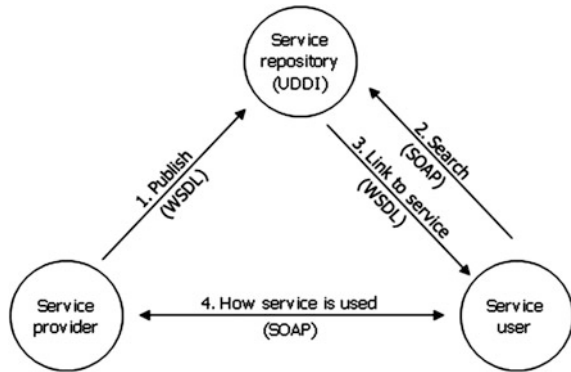 Service
repository
(UDDI)
1. Publish
(WSDL)
2. Search
(SOAP)
3. Link to service
(WSDL)
Service
provider
4. How service is used
(SOAP)
Service
user